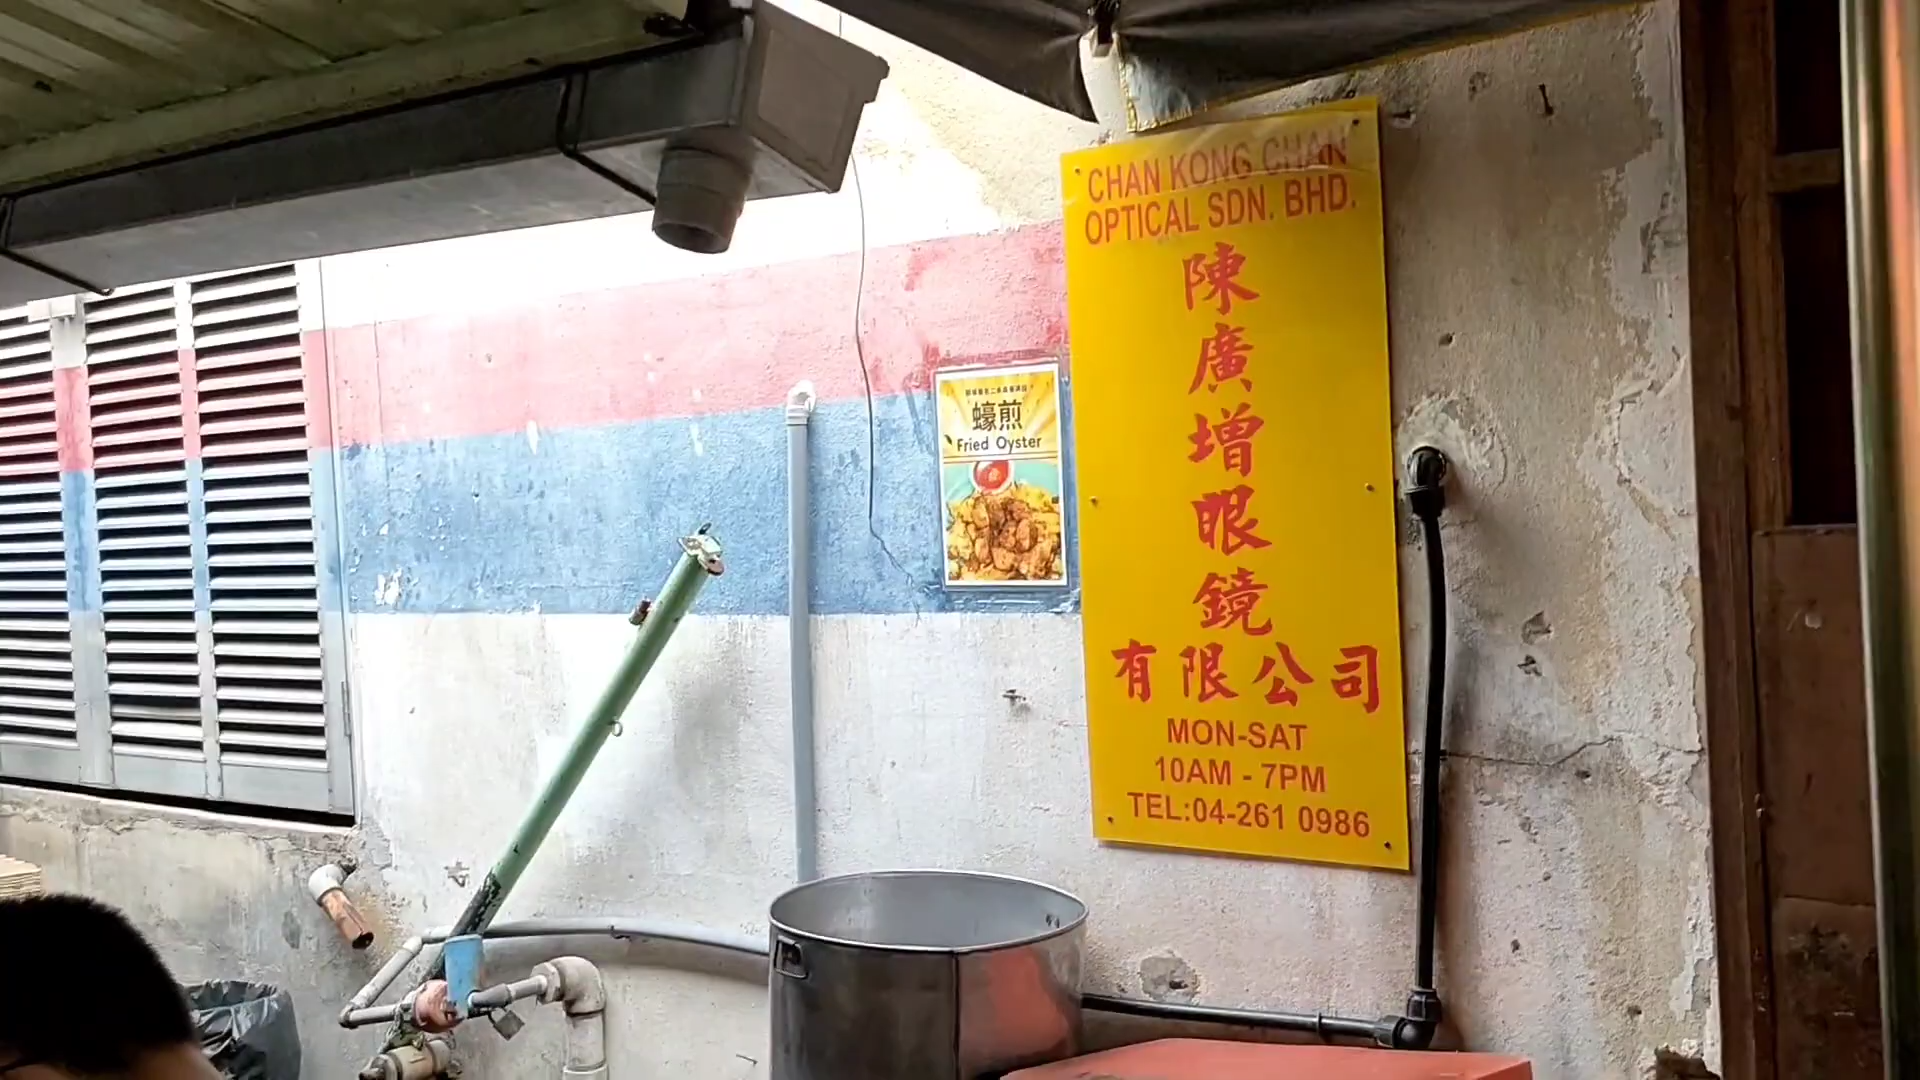 CHAN KONG CHAN
OPTICAL SDN. BHD.
陳
廣
增
眼
鏡
有限公司
MON-SAT
10AM - 7PM
TEL:04-261 0986
蠔煎
Fried Oyster